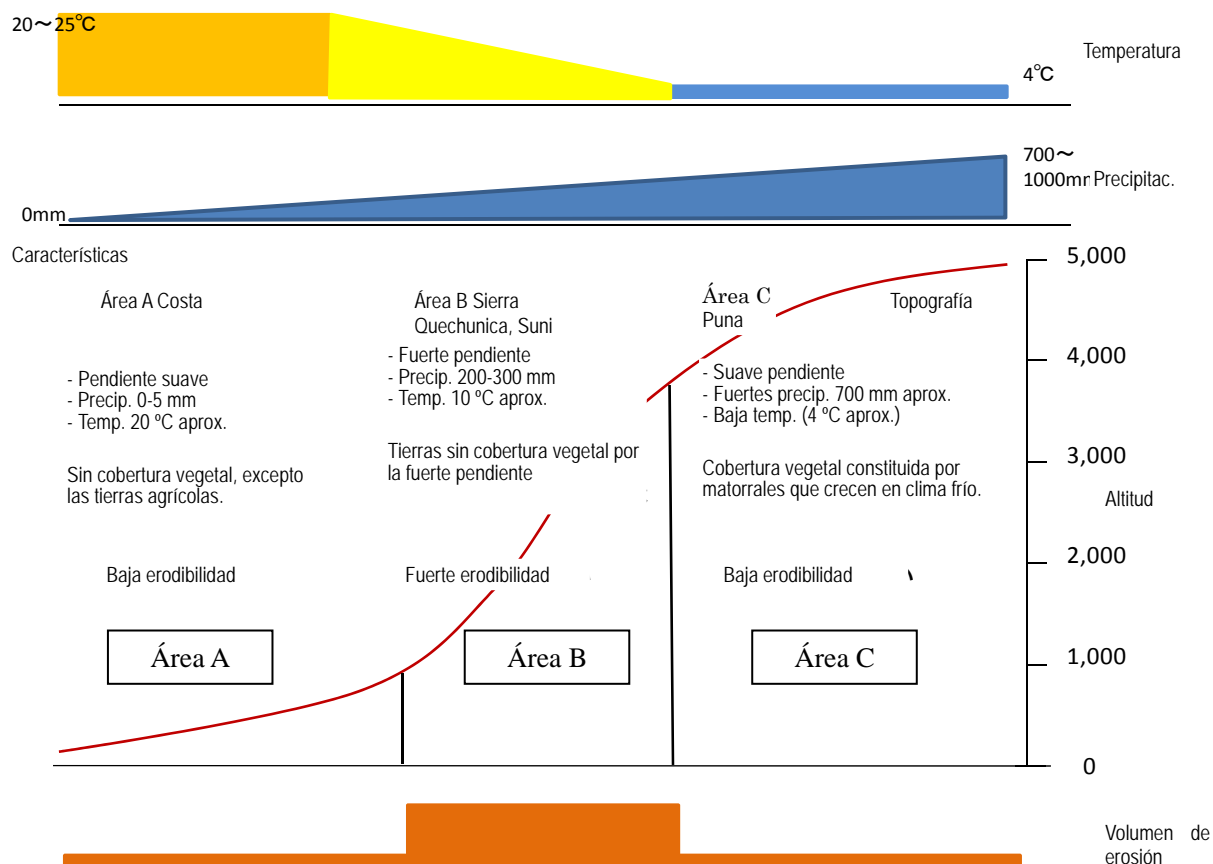 20～25℃
Temperatura
4℃
700～
1000mm Precipitac.
0mm
Características
5,000
Área A Costa
Área B Sierra
Quechunica, Suni
Área C
Puna
Topografía
- Fuerte pendiente
- Precip. 200-300 mm
- Temp. 10 ºC aprox.
4,000
- Pendiente suave
- Precip. 0-5 mm
- Temp. 20 ºC aprox.
- Suave pendiente
- Fuertes precip. 700 mm aprox.
- Baja temp. (4 ºC aprox.)
Tierras sin cobertura vegetal por
la fuerte pendiente
3,000
Sin cobertura vegetal, excepto
las tierras agrícolas.
Cobertura vegetal constituida por
matorrales que crecen en clima frío.
Altitud
2,000
Baja erodibilidad
Fuerte erodibilidad
Baja erodibilidad
Área A
Área B
Área C
1,000
0
Volumen de
erosión